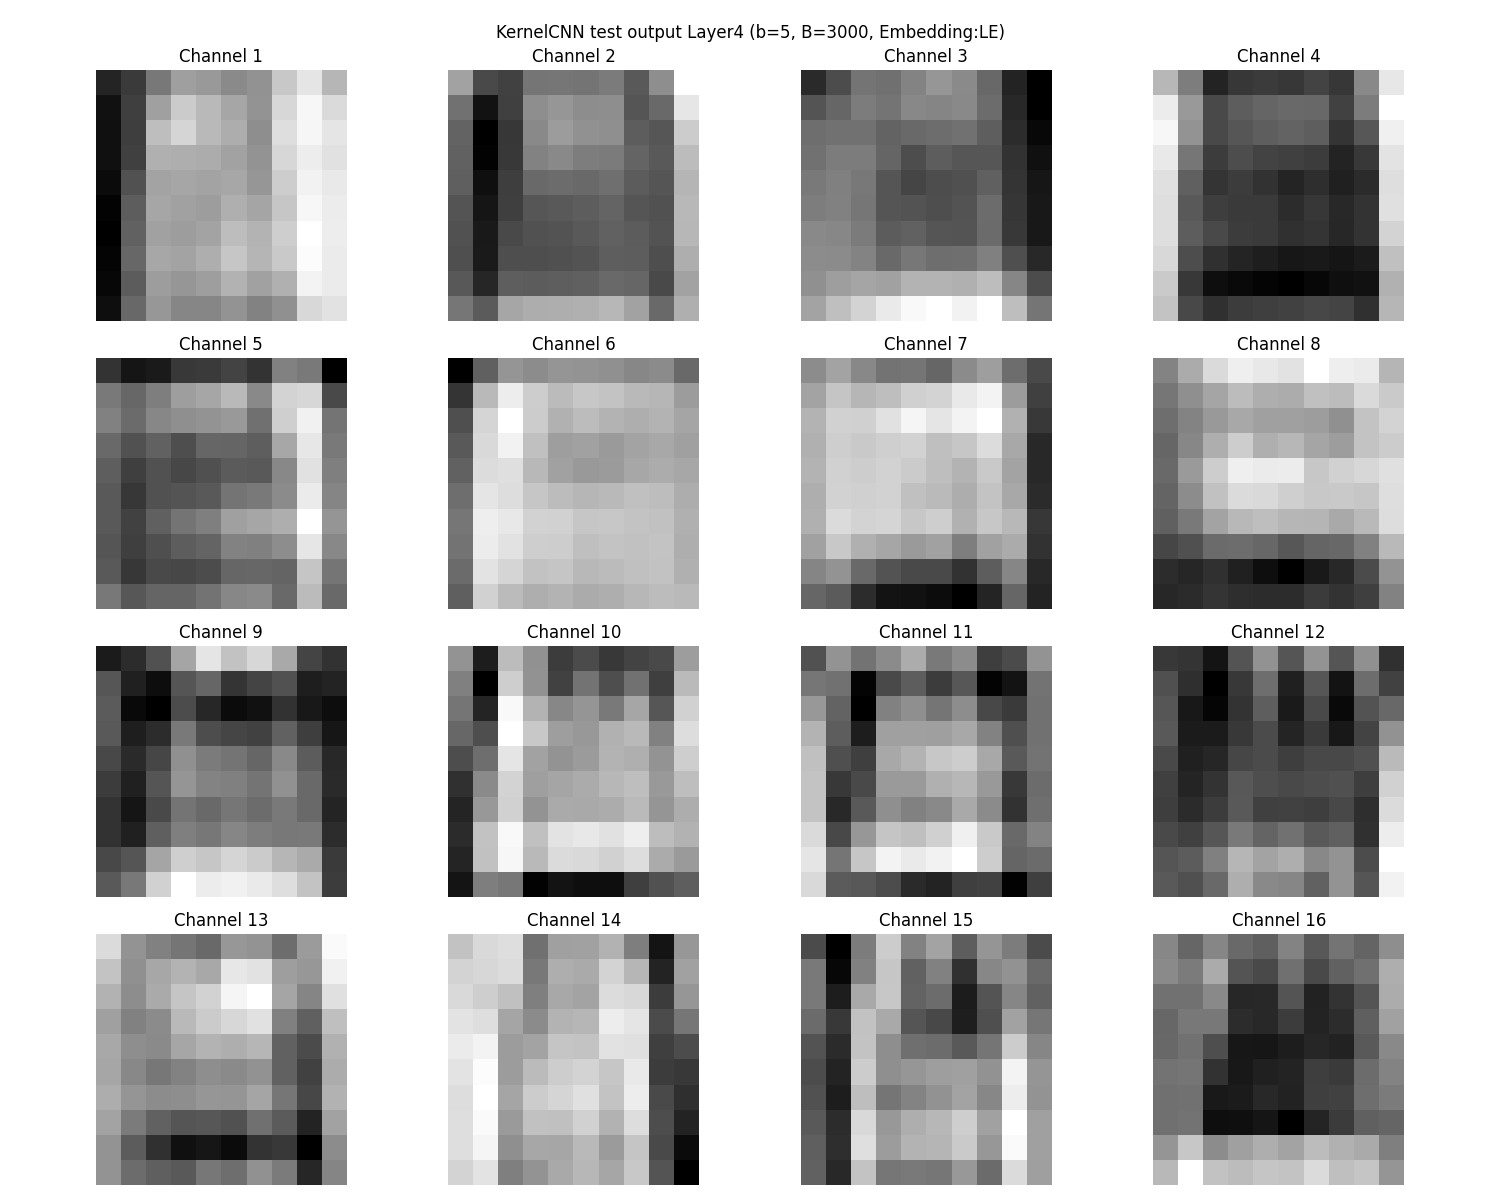 KernelCNN test output Layer4 (b=5, B=3000, Embedding:LE)
Channel 1 Channel 2 Channel 3 Channel 4
Channel 5 Channel 6 Channel 7 Channel 8
Channel 9 Channel 10 Channel 11 Channel 12
Channel 13 Channel 14 Channel 15 Channel 16